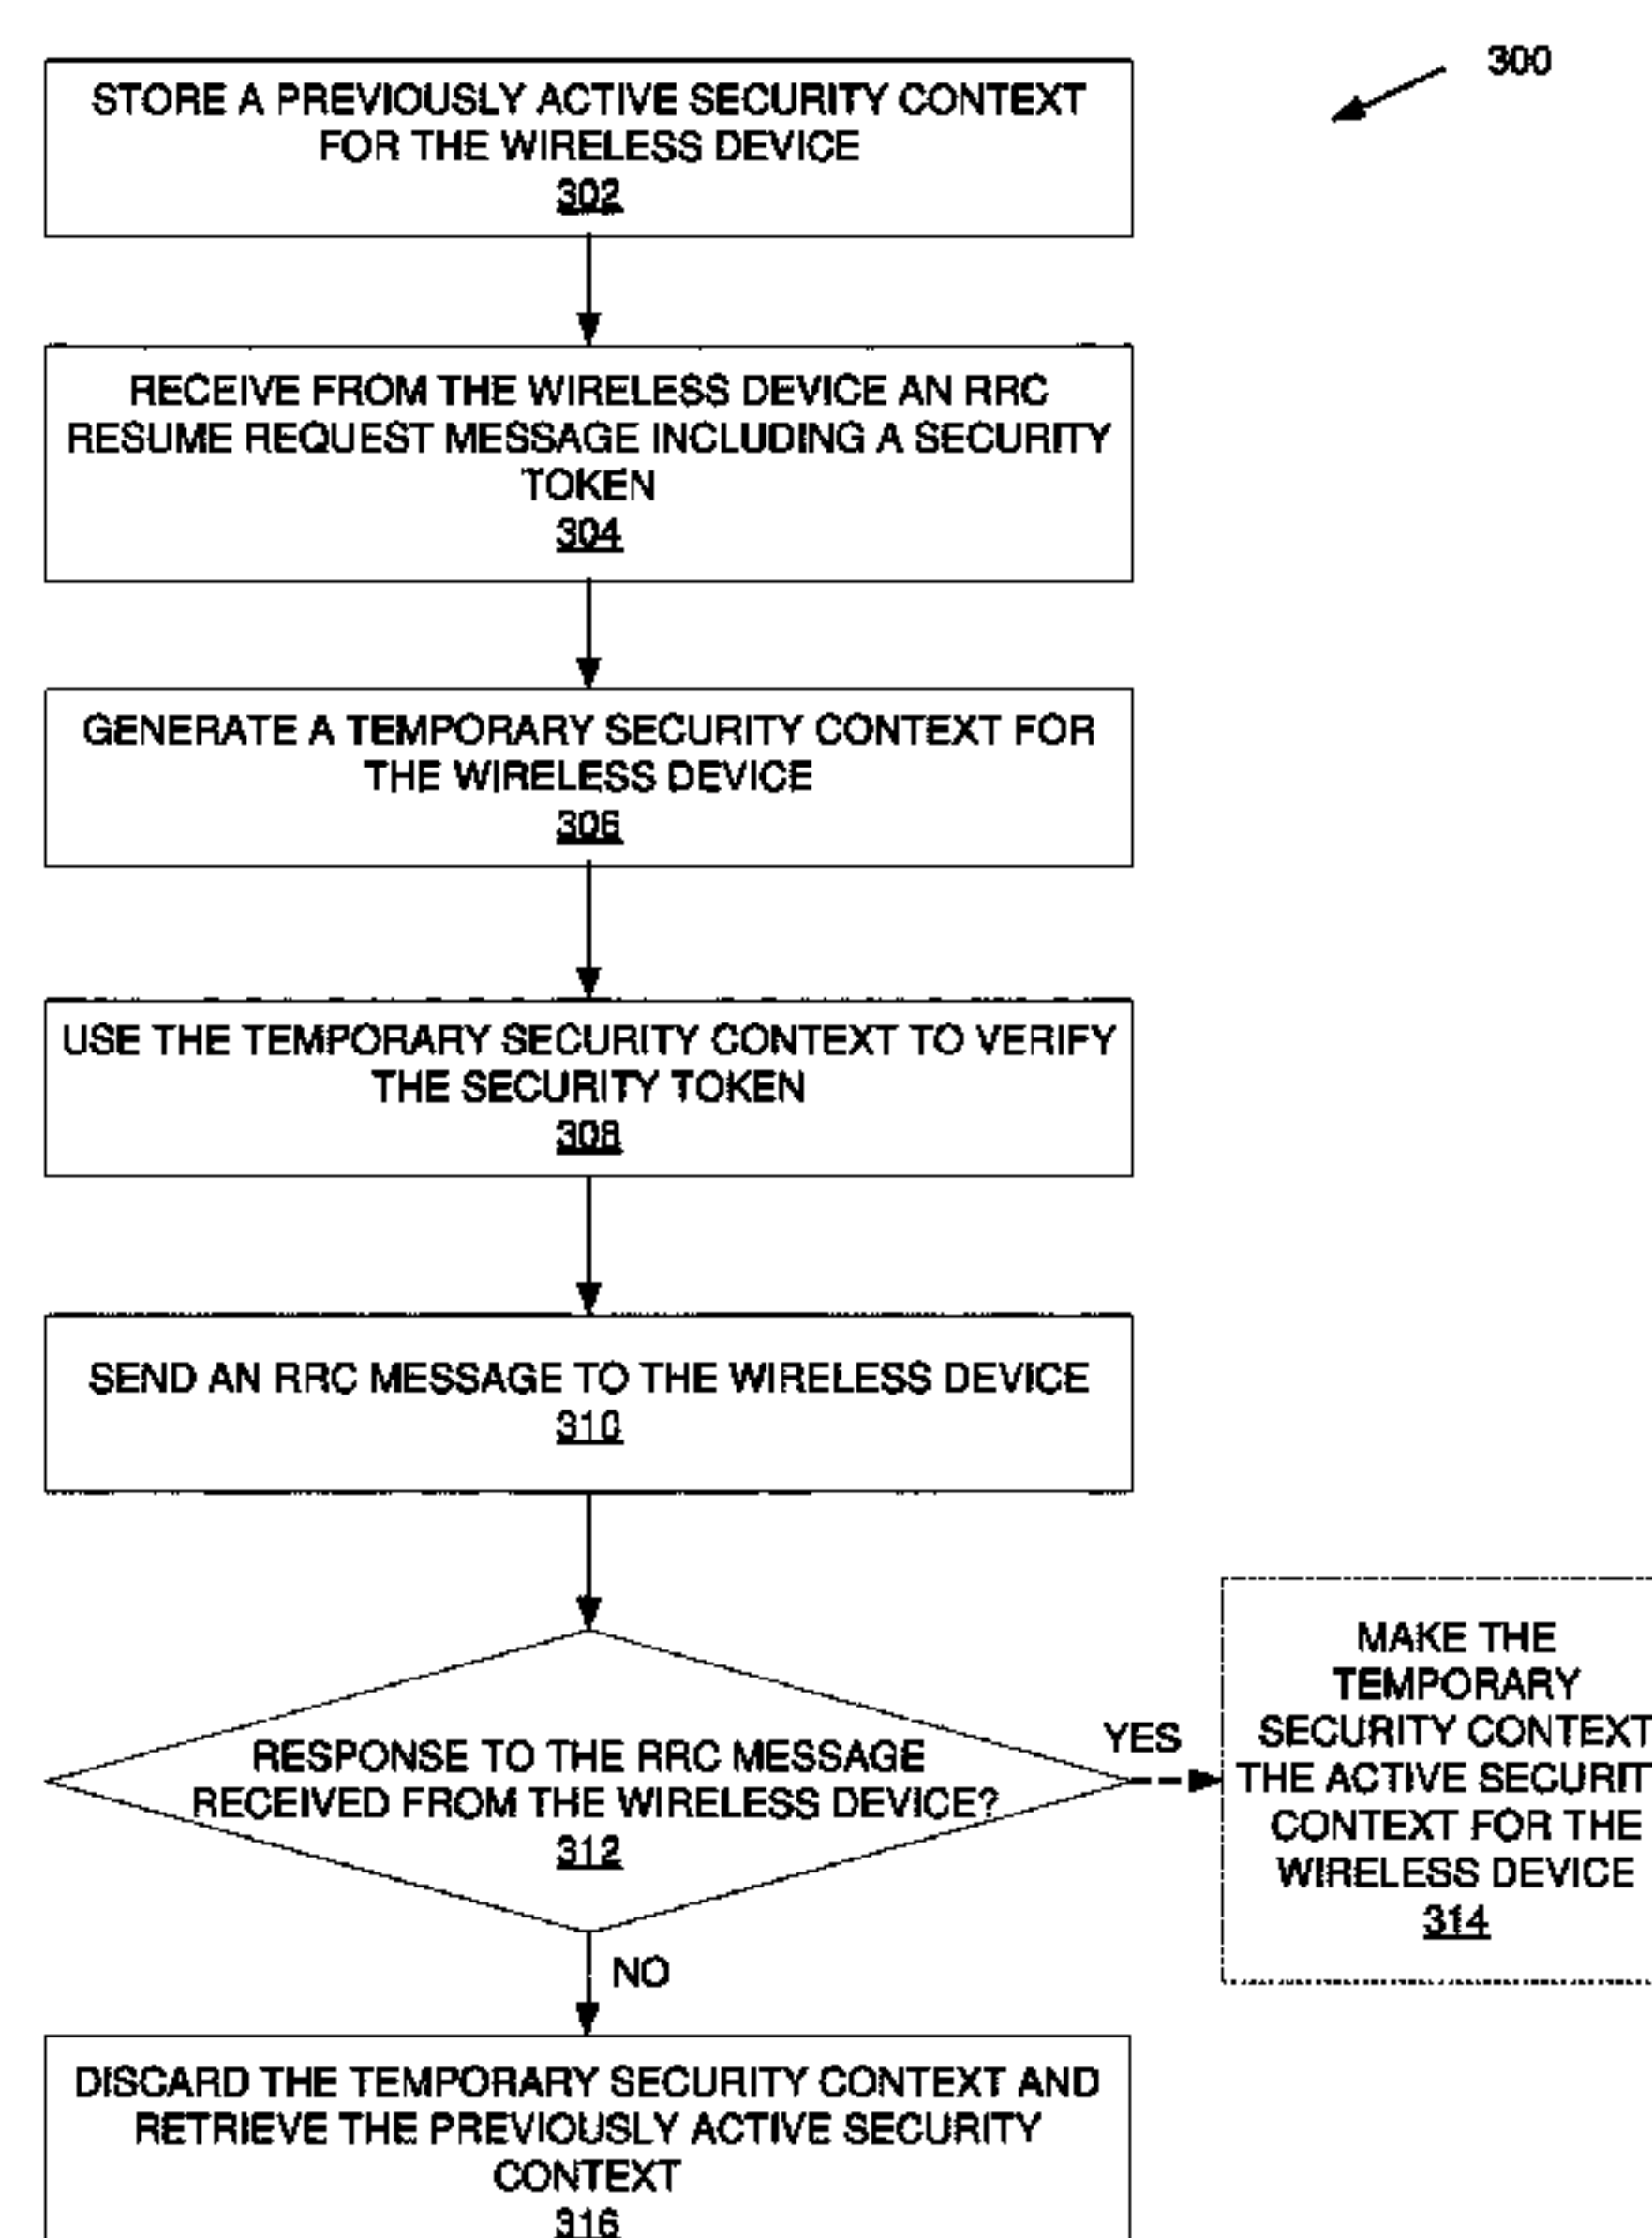 300
STORE A PREVIOUSLY ACTIVE SECURITY CONTEXT
FOR THE WIRELESS DEVICE
302
RECEIVE FROM THE WIRELESS DEVICE AN RRC
RESUME REQUEST MESSAGE INCLUDING A SECURITY
TOKEN
304
GENERATE A TEMPORARY SECURITY CONTEXT FOR
THE WIRELESS DEVICE
306
USE THE TEMPORARY SECURITY CONTEXT TO VERIFY
THE SECURITY TOKEN
308
SEND AN RRC MESSAGE TO THE WIRELESS DEVICE
310
RESPONSE TO THE RRC MESSAGE
RECEIVED FROM THE WIRELESS DEVICE?
312
YES
MAKE THE
TEMPORARY
SECURITY CONTEXT
THE ACTIVE SECURIT
CONTEXT FOR THE
WIRELESS DEVICE
314
NO
DISCARD THE TEMPORARY SECURITY CONTEXT AND
RETRIEVE THE PREVIOUSLY ACTIVE SECURITY
CONTEXT
316